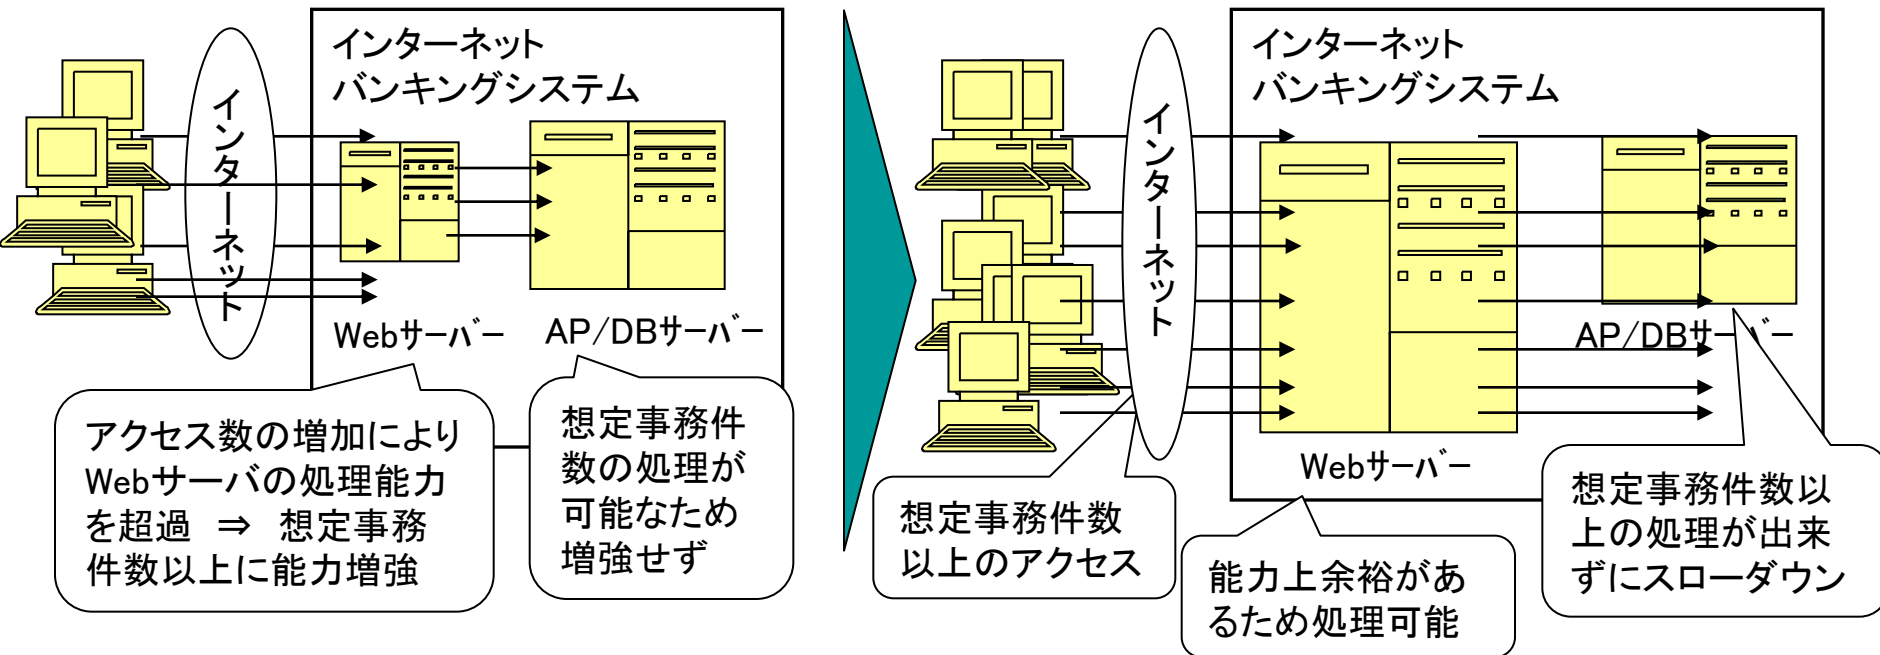 インターネット
バンキングシステム
インターネット
Webサーバー
AP/DBサーバー
アクセス数の増加により
Webサーバの処理能力
を超過 ⇒ 想定事務
件数以上に能力増強
想定事務件
数の処理が
可能なため
増強せず
インターネット
バンキングシステム
インターネット
AP/DBサーバー
Webサーバー
想定事務件数
以上のアクセス
能力上余裕があ
るため処理可能
想定事務件数以
上の処理が出来
ずにスローダウン